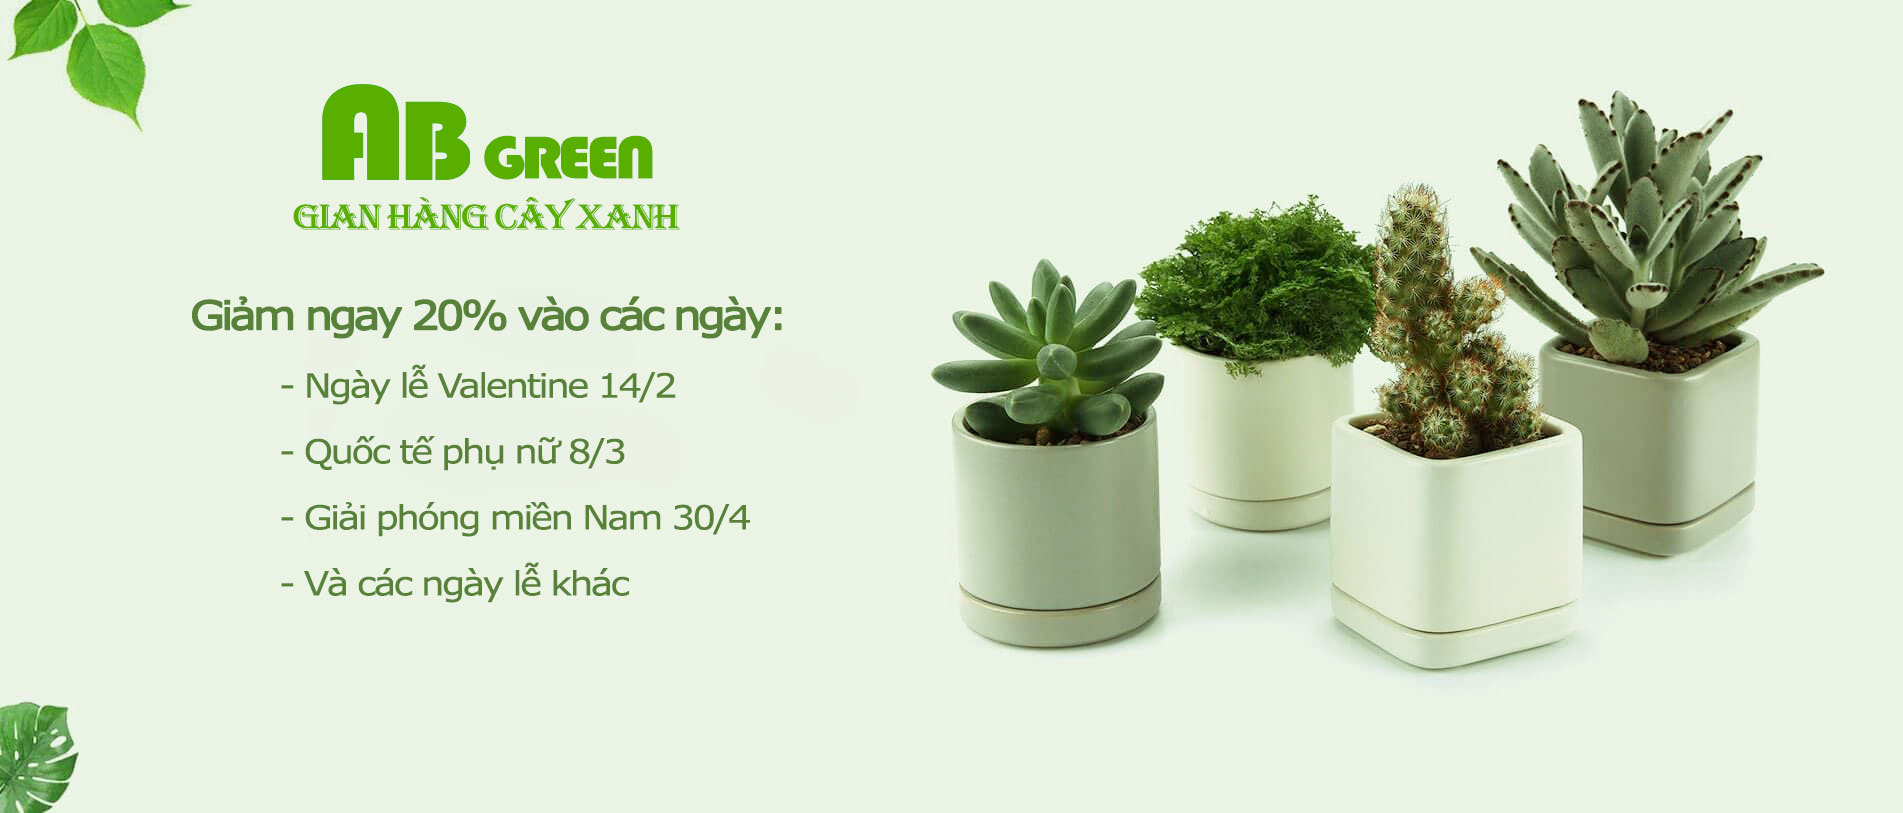 AB GREEN
GIAN HÀNG CÂY XANH
Giảm ngay 20% vào các ngày:
- Ngày lễ Valentine 14/2
- Quốc tế phụ nữ 8/3
- Giải phóng miền Nam 30/4
- Và các ngày lễ khác